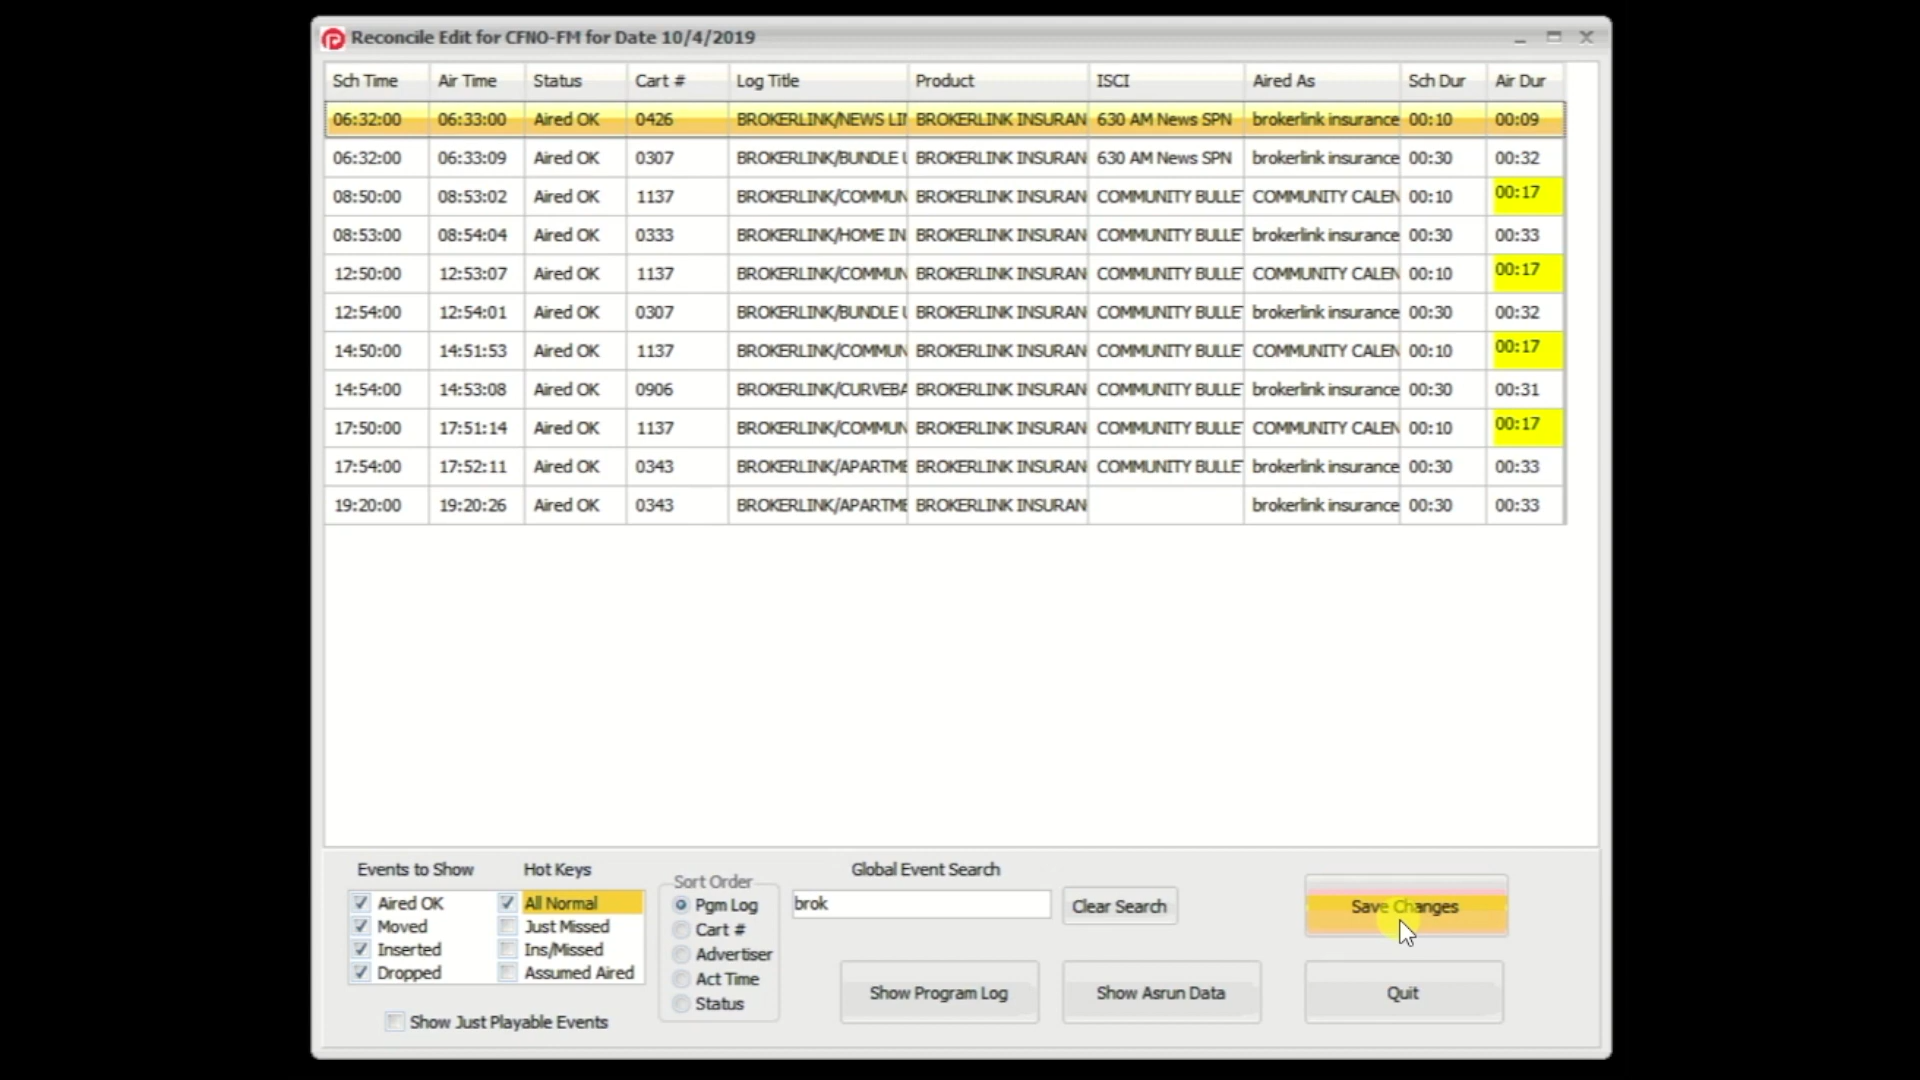 Reconcile Edit for CFNO-FM for Date 10/4/2019
Sch Time Air Time Status Cart # Log Title Product ISCI Aired As Sch Dur Air Dur
06:32:00 06:33:00 Aired OK 0426 BROKERLINK/NEWS LI BROKERLINK INSURAN 630 AM News SPN brokerlink insurance 00:10 00:09
06:32:00 06:33:09 Aired OK 0307 BROKERLINK/BUNDLE BROKERLINK INSURAN 630 AM News SPN brokerlink insurance 00:30 00:32
08:50:00 08:53:02 Aired OK 1137 BROKERLINK/COMMUN BROKERLINK INSURAN COMMUNITY BULLE COMMUNITY CALEN 00:10 00:17
08:53:00 08:54:04 Aired OK 0333 BROKERLINK/HOME IN BROKERLINK INSURAN COMMUNITY BULLE brokerlink insurance 00:30 00:33
12:50:00 12:53:07 Aired OK 1137 BROKERLINK/COMMUN BROKERLINK INSURAN COMMUNITY BULLE COMMUNITY CALEN 00:10 00:17
12:54:00 12:54:01 Aired OK 0307 BROKERLINK/BUNDLE BROKERLINK INSURAN COMMUNITY BULLE brokerlink insurance 00:30 00:32
14:50:00 14:51:53 Aired OK 1137 BROKERLINK/COMMUN BROKERLINK INSURAN COMMUNITY BULLE COMMUNITY CALEN 00:10 00:17
14:54:00 14:53:08 Aired OK 0906 BROKERLINK/CURVEBA BROKERLINK INSURAN COMMUNITY BULLE brokerlink insurance 00:30 00:31
17:50:00 17:51:14 Aired OK 1137 BROKERLINK/COMMUN BROKERLINK INSURAN COMMUNITY BULLE COMMUNITY CALEN 00:10 00:17
17:54:00 17:52:11 Aired OK 0343 BROKERLINK/APARTME BROKERLINK INSURAN COMMUNITY BULLE brokerlink insurance 00:30 00:33
19:20:00 19:20:26 Aired OK 0343 BROKERLINK/APARTME BROKERLINK INSURAN brokerlink insurance 00:30 00:33
Events to Show
Aired OK
Moved
Inserted
Dropped
Hot Keys
All Normal
Just Missed
Ins/Missed
Assumed Aired
Show Just Playable Events
Sort Order
Pgm Log
Cart #
Advertiser
Act Time
Status
Global Event Search
brok
Clear Search
Save Changes
Show Program Log
Show Asrun Data
Quit